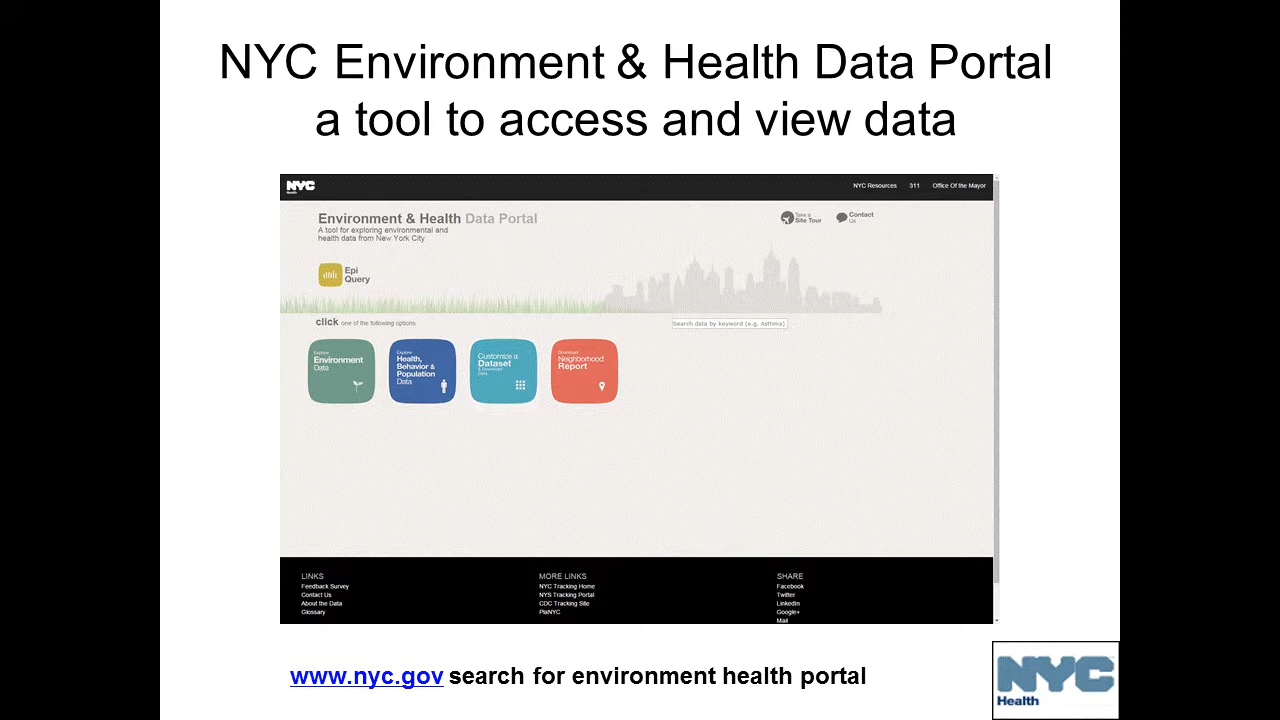 NYC Environment & Health Data Portal
a tool to access and view data
NYC
Health
NYC Resources 311 Office Of the Mayor
Environment & Health Data Portal
A tool for exploring environmental and
health data from New York City
Take a
Site Tour
Contact
Us
Epi
Query
click one of the following options:
Search data by keyword (e.g. Asthma)
Explore
Environment
Data
Explore
Health,
Behavior &
Population
Data
Customize a
Dataset
& Download
Data
Download
Neighborhood
Report
LINKS
Feedback Survey
Contact Us
About the Data
Glossary
MORE LINKS
NYC Tracking Home
NYS Tracking Portal
CDC Tracking Site
PlaNYC
SHARE
Facebook
Twitter
LinkedIn
Google+
Mail
www.nyc.gov search for environment health portal
NYC
Health